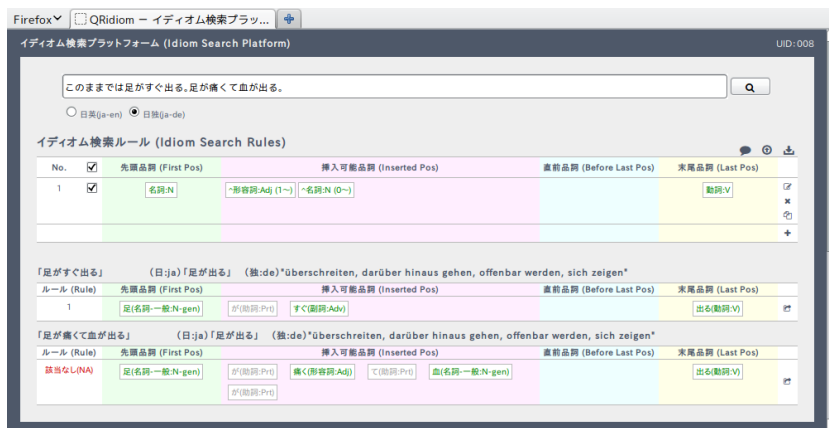 Firefox QRidiom − イディオム検索プラッ...
イディオム検索プラットフォーム (Idiom Search Platform) UID:008
このままでは足がすぐ出る。足が痛くて血が出る。
日英(ja-en) 日独(ja-de)
イディオム検索ルール (Idiom Search Rules)
No. 先頭品詞 (First Pos) 挿入可能品詞 (Inserted Pos) 直前品詞 (Before Last Pos) 末尾品詞 (Last Pos)
1 名詞:N ^形容詞:Adj (1~) ^名詞:N (0~) 動詞:V
「足がすぐ出る」 (日:ja)「足が出る」 (独:de)"überschreiten, darüber hinaus gehen, offenbar werden, sich zeigen"
ルール (Rule) 先頭品詞 (First Pos) 挿入可能品詞 (Inserted Pos) 直前品詞 (Before Last Pos) 末尾品詞 (Last Pos)
1 足(名詞-一般:N-gen) が(助詞:Prt) すぐ(副詞:Adv) 出る(動詞:V)
「足が痛くて血が出る」 (日:ja)「足が出る」 (独:de)"überschreiten, darüber hinaus gehen, offenbar werden, sich zeigen"
ルール (Rule) 先頭品詞 (First Pos) 挿入可能品詞 (Inserted Pos) 直前品詞 (Before Last Pos) 末尾品詞 (Last Pos)
該当なし(NA) 足(名詞-一般:N-gen) が(助詞:Prt) 痛く(形容詞:Adj) て(助詞:Prt) 血(名詞-一般:N-gen) 出る(動詞:V)
が(助詞:Prt)